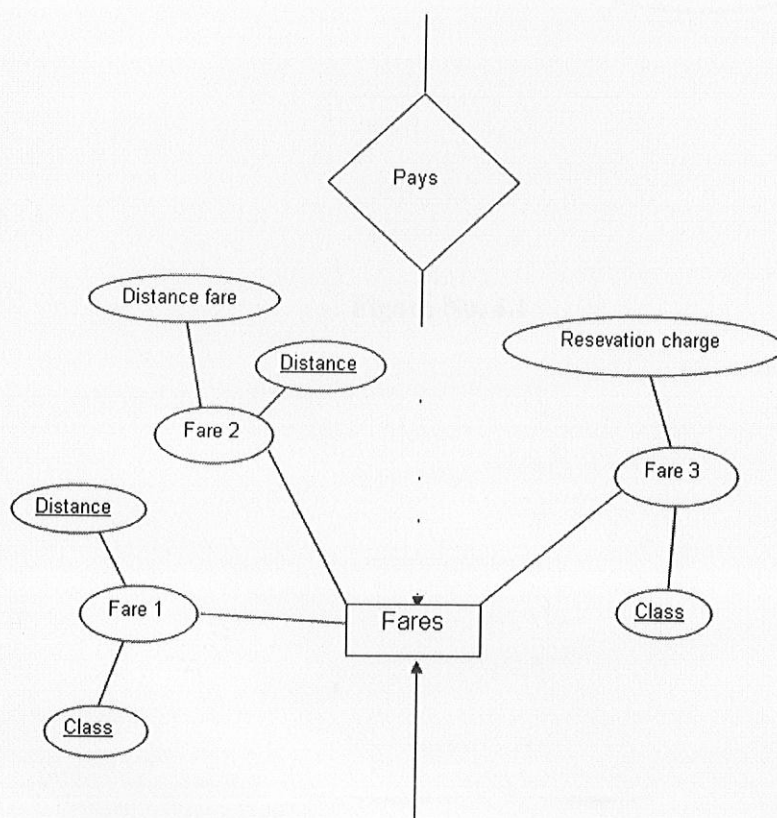 Pays
Distance fare
Distance
Resevation charge
Fare 2
Fare 3
Distance
Fare 1
Fares
Class
Class